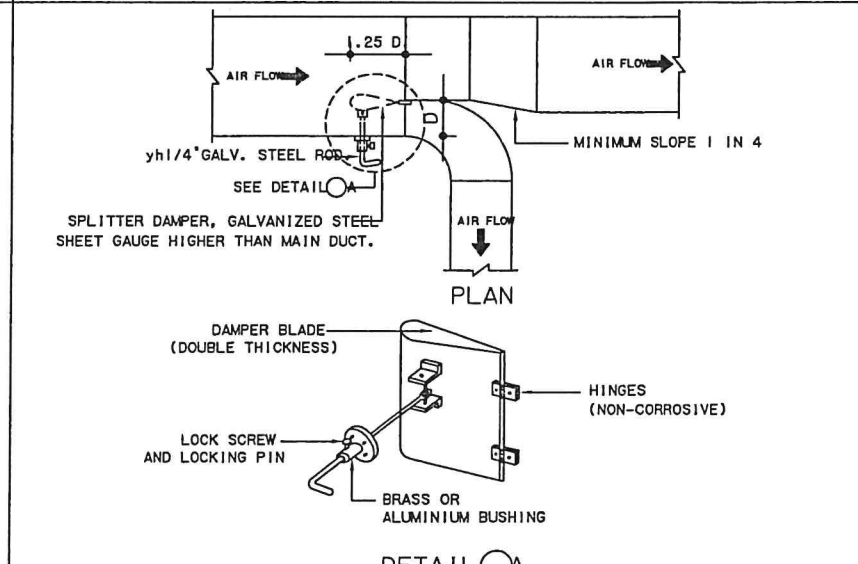 1.25 D
AIR FLOW
AIR FLOW
D
MINIMUM SLOPE 1 IN 4
yh1/4"GALV. STEEL ROD
SEE DETAIL A
SPLITTER DAMPER, GALVANIZED STEEL
SHEET GAUGE HIGHER THAN MAIN DUCT.
AIR FLOW
PLAN
DAMPER BLADE
(DOUBLE THICKNESS)
HINGES
(NON-CORROSIVE)
LOCK SCREW
AND LOCKING PIN
BRASS OR
ALUMINIUM BUSHING
DETAIL A